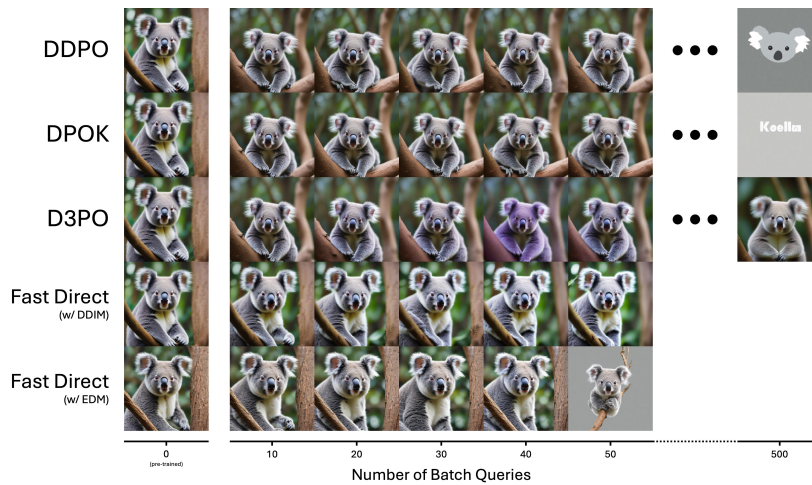 DDPO
DPOK
Koellm
D3PO
Fast Direct
(w/ DDIM)
Fast Direct
(w/ EDM)
0 10 20 30 40 50 500
(pre-trained)
Number of Batch Queries